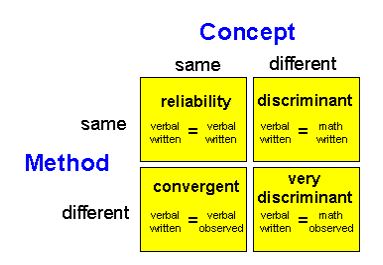 Concept
same different
reliability
verbal = verbal
written written
discriminant
verbal = math
written written
same
Method
different
convergent
verbal = verbal
written observed
very
discriminant
verbal = math
written observed